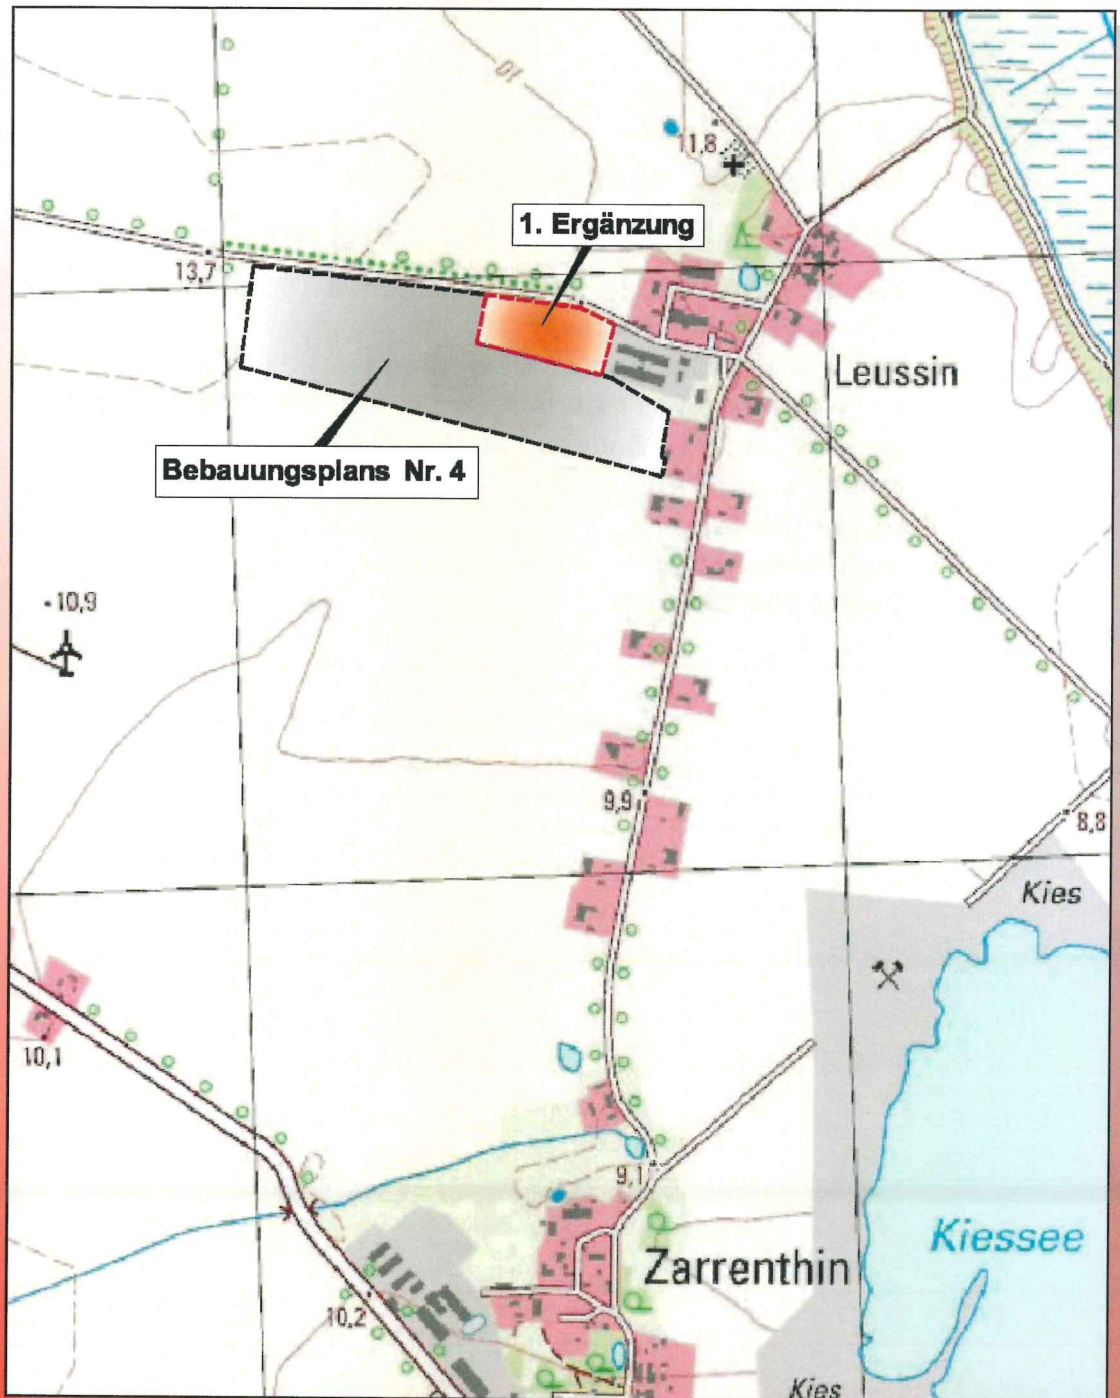 10
11,8
1. Ergänzung
13,7
Leussin
Bebauungsplans Nr. 4
10,9
9,9
8,8
Kies
10,1
9,1
Kiessee
Zarrenthin
10,2
Kies